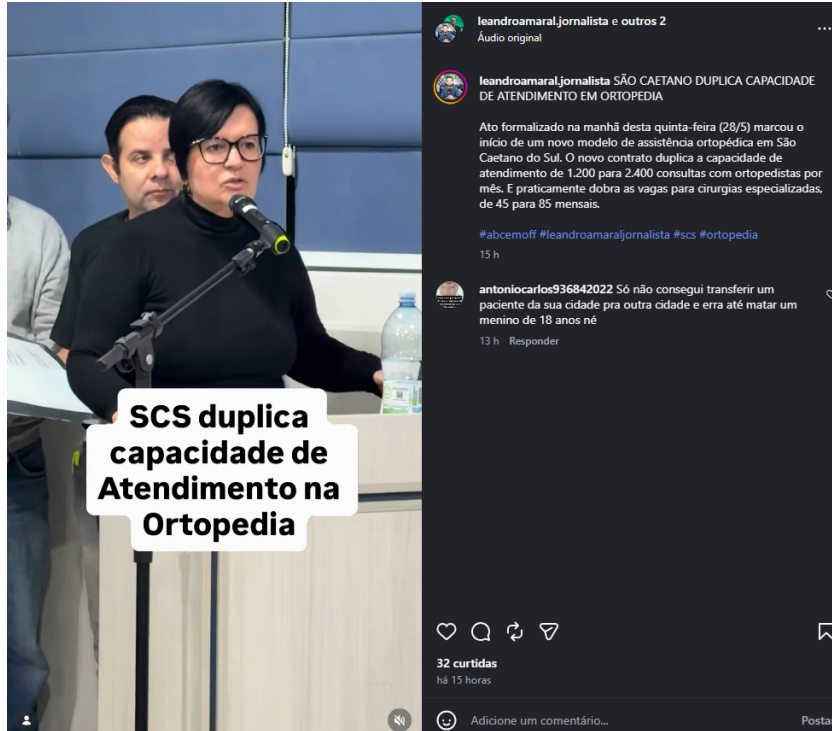 SCS duplica
capacidade de
Atendimento na
Ortopedia
leandroamaral.jornalista e outros 2
Áudio original
leandroamaral.jornalista SÃO CAETANO DUPLICA CAPACIDADE
DE ATENDIMENTO EM ORTOPEDIA
Ato formalizado na manhã desta quinta-feira (28/5) marcou o
início de um novo modelo de assistência ortopédica em São
Caetano do Sul. O novo contrato duplica a capacidade de
atendimento de 1.200 para 2.400 consultas com ortopedistas por
mês. E praticamente dobra as vagas para cirurgias especializadas,
de 45 para 85 mensais.
#abcemoff #leandroamaraljornalista #scs #ortopedia
15 h
antoniocarlos936842022 Só não consegui transferir um
paciente da sua cidade pra outra cidade e erra até matar um
menino de 18 anos né
13 h Responder
32 curtidas
há 15 horas
Adicione um comentário...
Postar